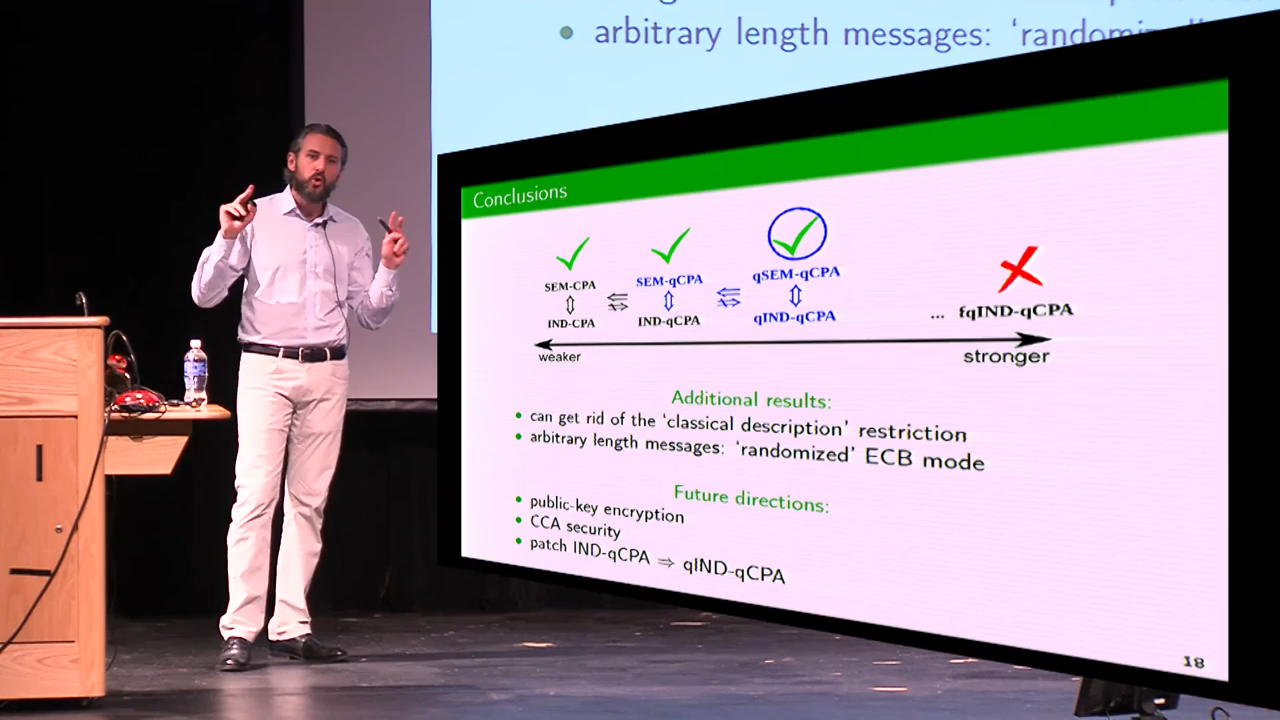 arbitrary length messages: ‘randomized’
Conclusions
SEM-CPA SEM-qCPA qSEM-qCPA
IND-CPA IND-qCPA qIND-qCPA ... fqIND-qCPA
weaker stronger
Additional results:
• can get rid of the ‘classical description’ restriction
• arbitrary length messages: ‘randomized’ ECB mode
Future directions:
• public-key encryption
• CCA security
• patch IND-qCPA ⇒ qIND-qCPA
18